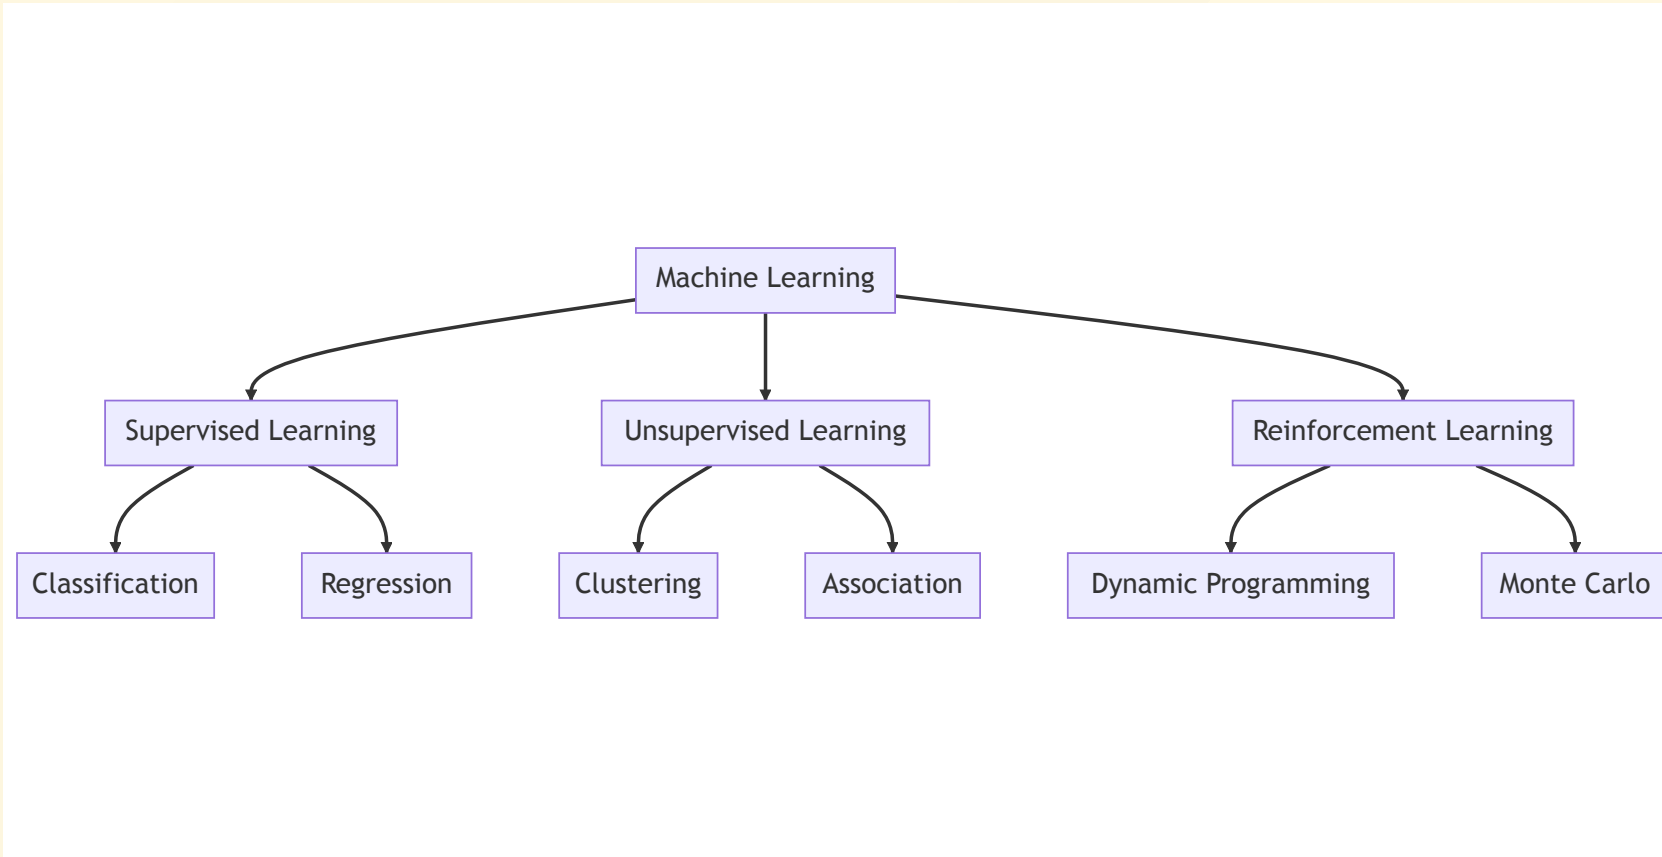 Machine Learning
Supervised Learning
Unsupervised Learning
Reinforcement Learning
Classification
Regression
Clustering
Association
Dynamic Programming
Monte Carlo